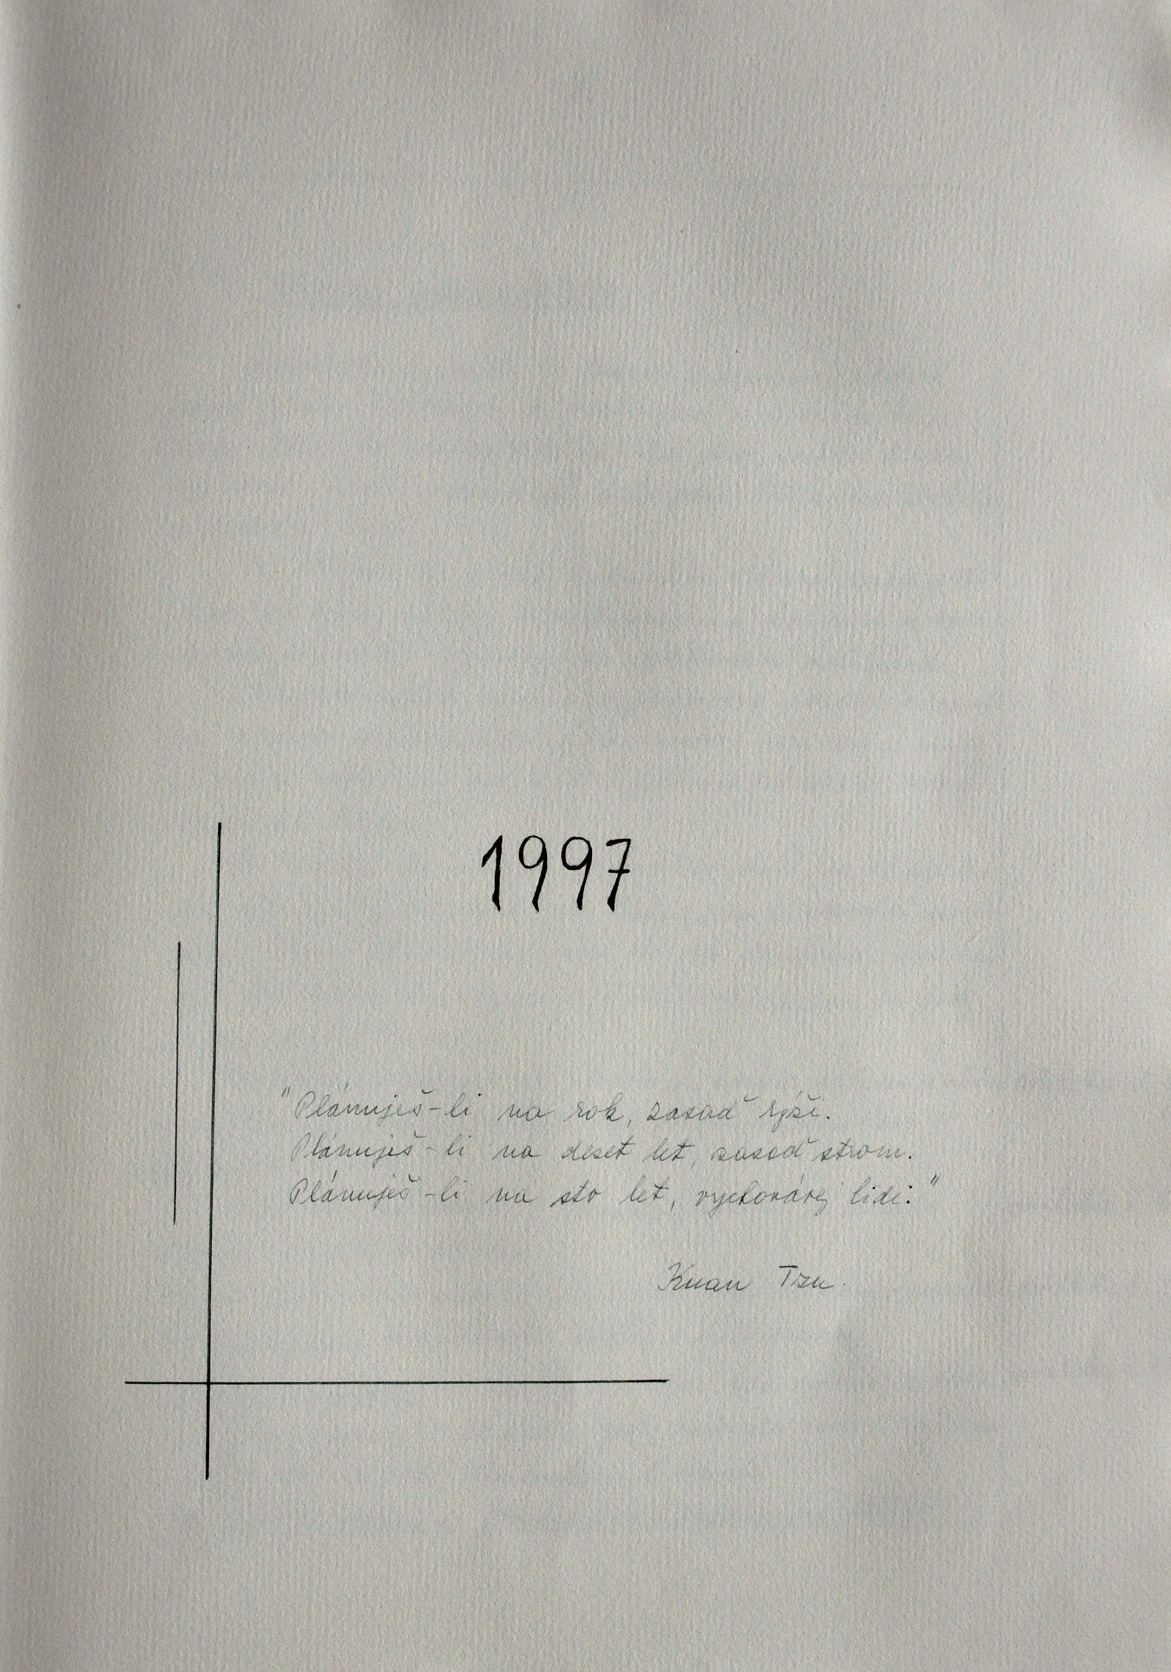 1997
"Plánuješ-li na rok, zasaď rýži.
Plánuješ-li na deset let, zasaď strom.
Plánuješ-li na sto let, vychovávej lidi."
Kuan Tzu.